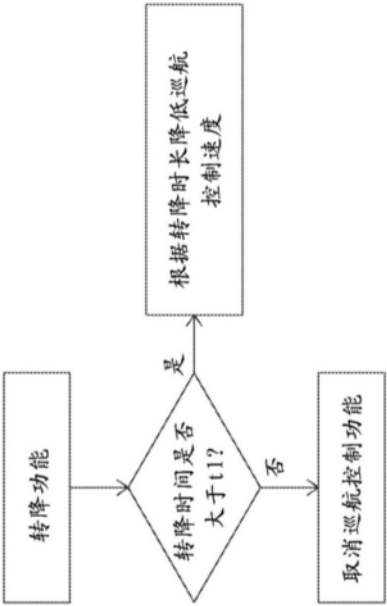 转降功能
转降时间是否
大于t1?
是
根据转降时长降低巡航
控制速度
否
取消巡航控制功能